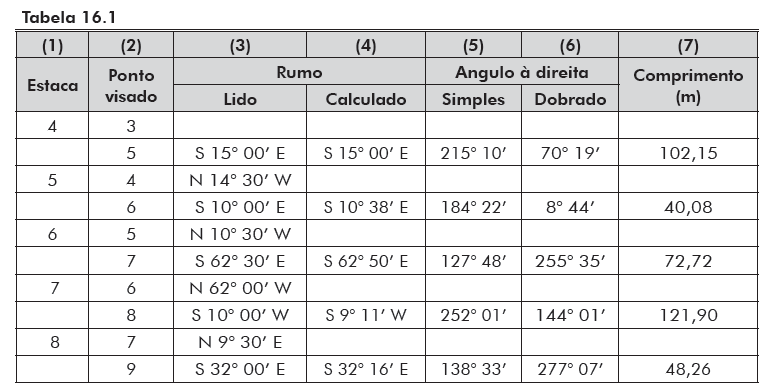 Tabela 16.1
(1) (2) (3) (4) (5) (6) (7)
Estaca Ponto visado Rumo Angulo à direita Comprimento (m)
Lido Calculado Simples Dobrado
4 3
5 S 15° 00′ E S 15° 00′ E 215° 10′ 70° 19′ 102,15
5 4 N 14° 30′ W
6 S 10° 00′ E S 10° 38′ E 184° 22′ 8° 44′ 40,08
6 5 N 10° 30′ W
7 S 62° 30′ E S 62° 50′ E 127° 48′ 255° 35′ 72,72
7 6 N 62° 00′ W
8 S 10° 00′ W S 9° 11′ W 252° 01′ 144° 01′ 121,90
8 7 N 9° 30′ E
9 S 32° 00′ E S 32° 16′ E 138° 33′ 277° 07′ 48,26